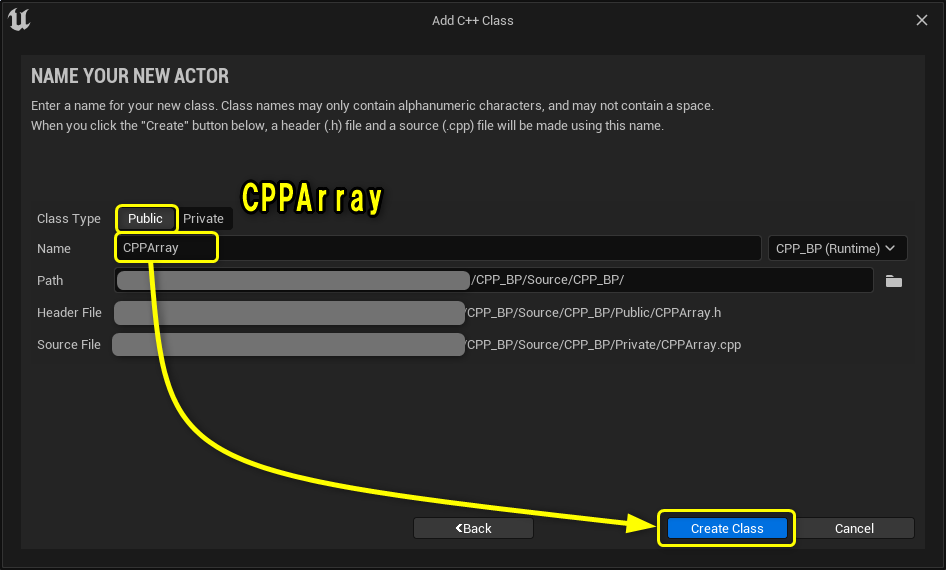 Add C++ Class
NAME YOUR NEW ACTOR
Enter a name for your new class. Class names may only contain alphanumeric characters, and may not contain a space.
When you click the "Create" button below, a header (.h) file and a source (.cpp) file will be made using this name.
CPPArray
Class Type Public Private
Name CPPArray CPP_BP (Runtime)
Path /CPP_BP/Source/CPP_BP/
Header File /CPP_BP/Source/CPP_BP/Public/CPPArray.h
Source File /CPP_BP/Source/CPP_BP/Private/CPPArray.cpp
Back Create Class Cancel